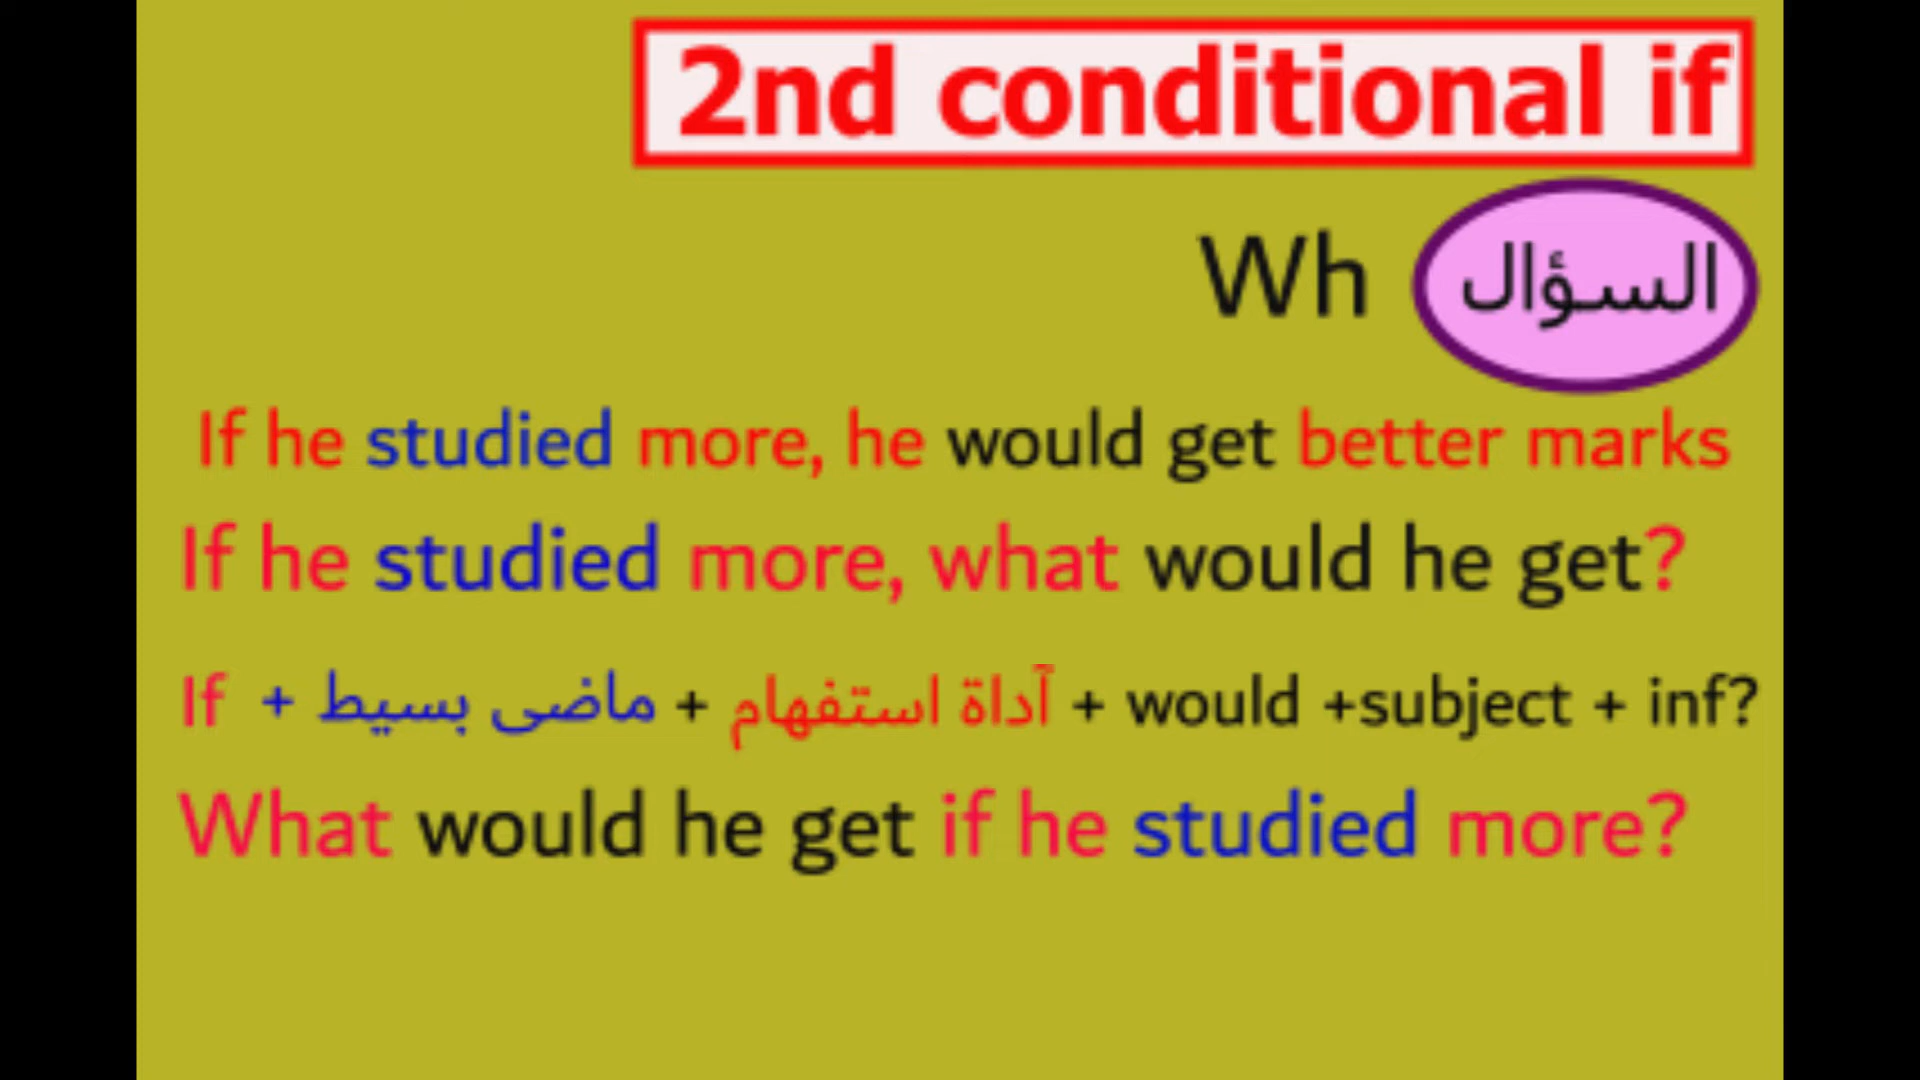 2nd conditional if
Wh السؤال
If he studied more, he would get better marks
If he studied more, what would he get?
If + ماضى بسيط + آداة استفهام + would +subject + inf?
What would he get if he studied more?